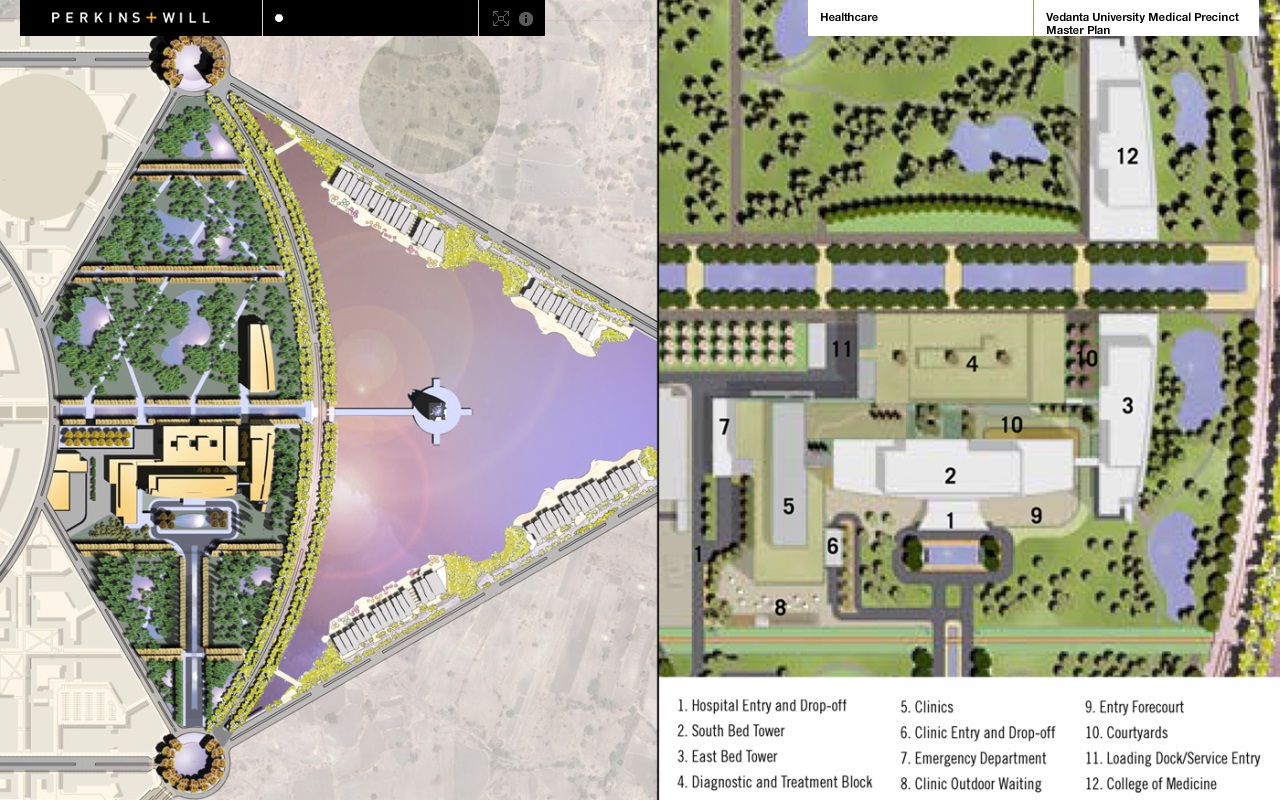 PERKINS+WILL
Healthcare
Vedanta University Medical Precinct
Master Plan
12
11
4
10
3
7
10
2
5
1
9
6
1
8
1. Hospital Entry and Drop-off
2. South Bed Tower
3. East Bed Tower
4. Diagnostic and Treatment Block
5. Clinics
6. Clinic Entry and Drop-off
7. Emergency Department
8. Clinic Outdoor Waiting
9. Entry Forecourt
10. Courtyards
11. Loading Dock/Service Entry
12. College of Medicine